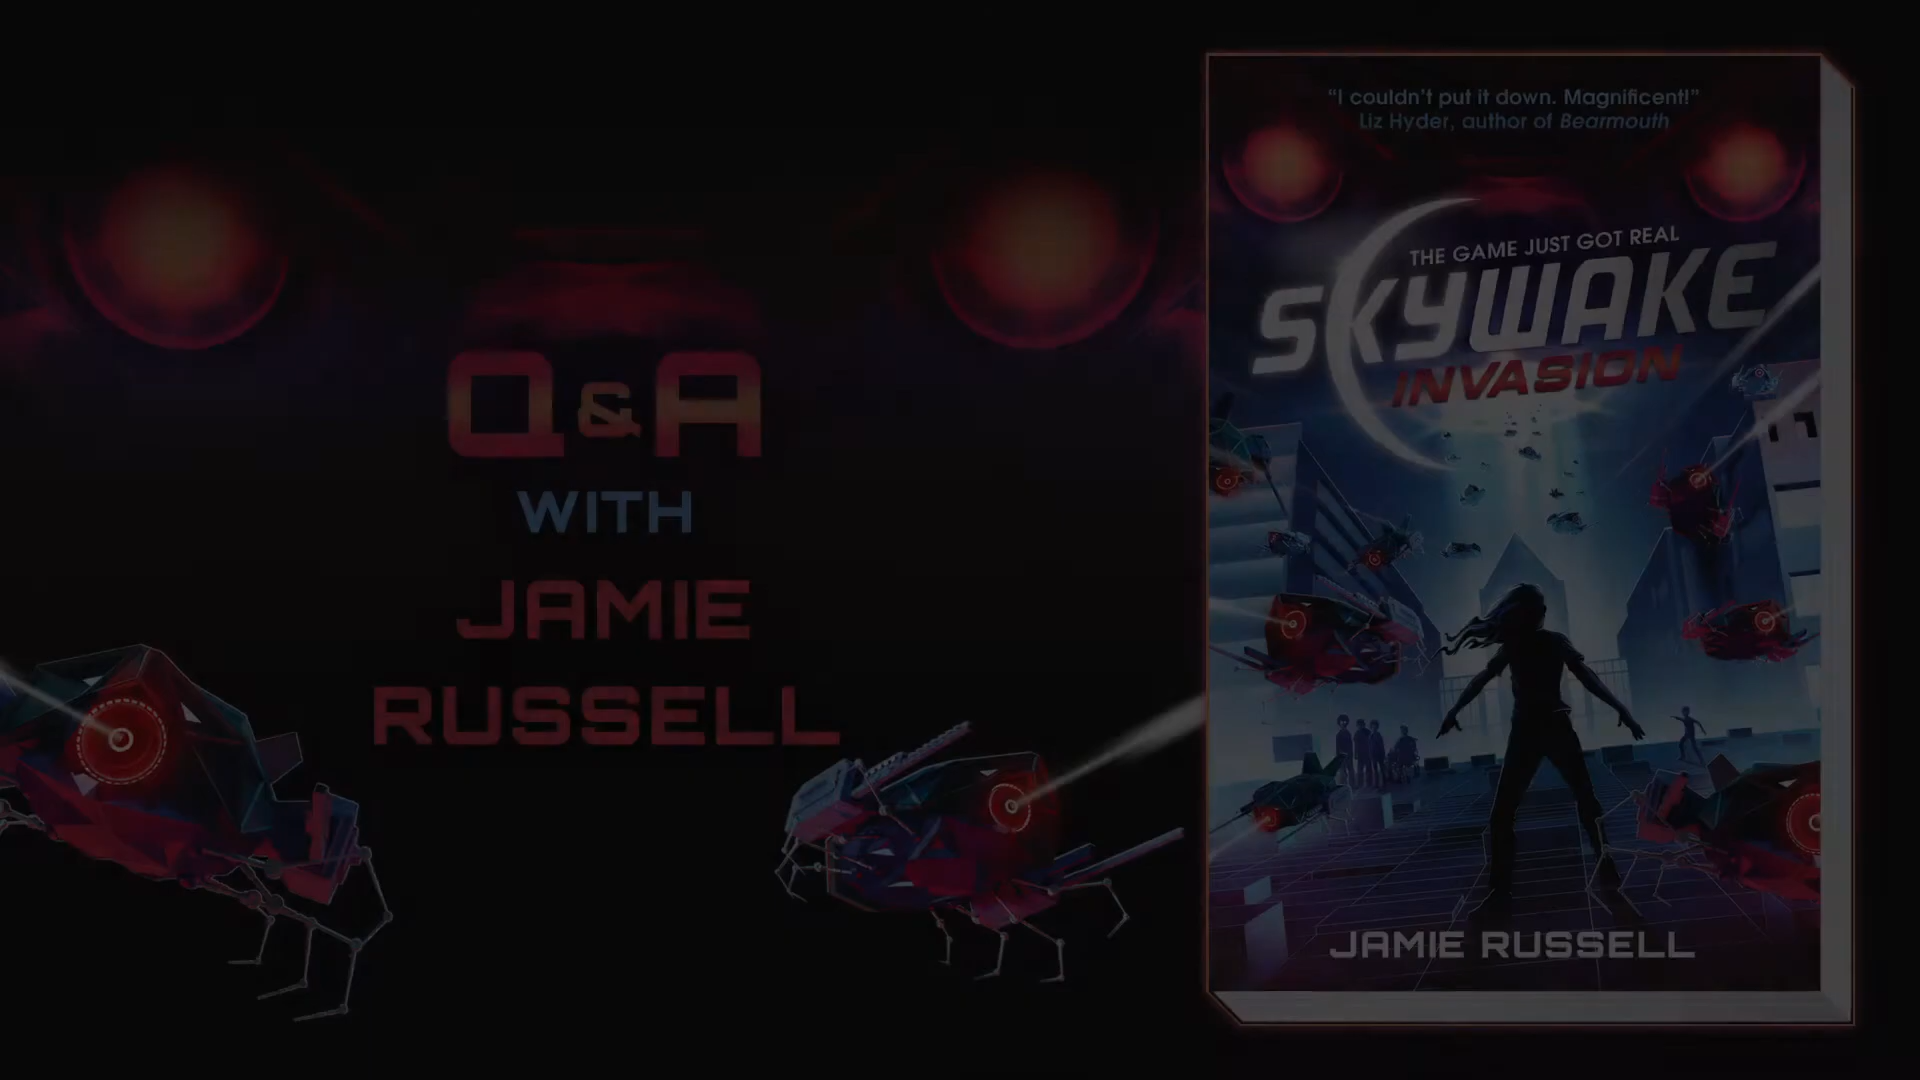 Q & A
WITH
JAMIE
RUSSELL
“I couldn’t put it down. Magnificent!”
Liz Hyder, author of Bearmouth
THE GAME JUST GOT REAL
SKYWAKE
INVASION
JAMIE RUSSELL